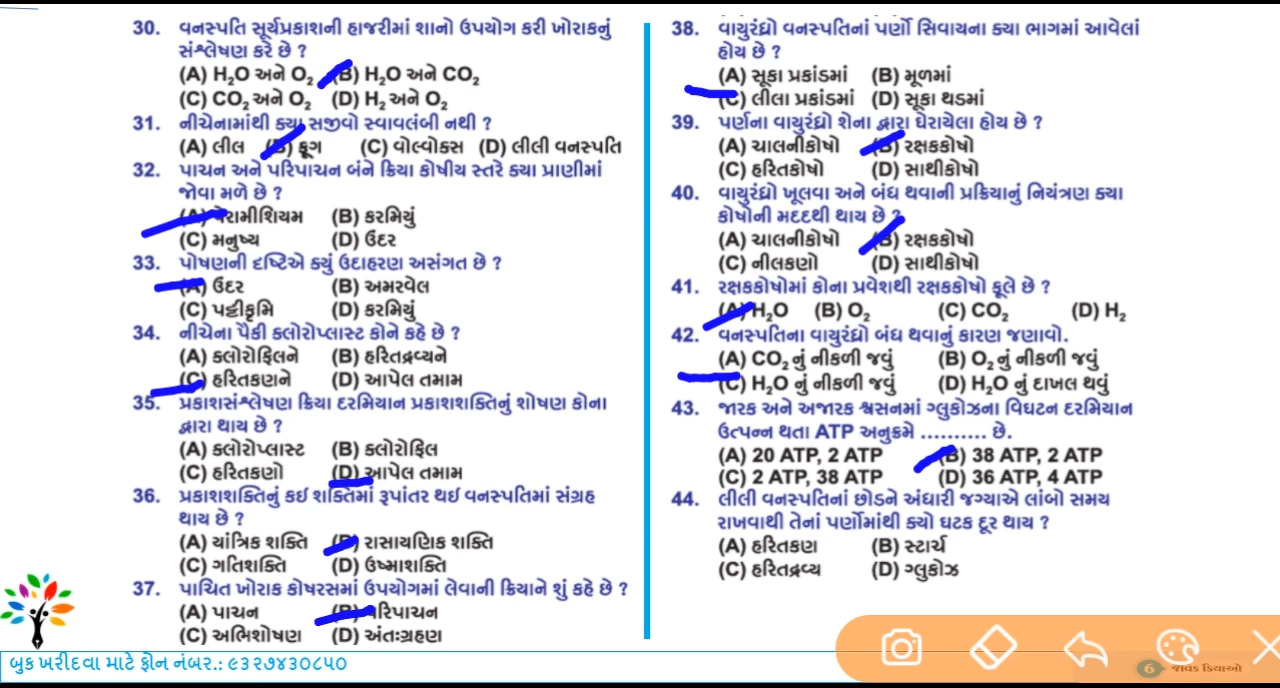 30. વનસ્પતિ સૂર્યપ્રકાશની હાજરીમાં શાનો ઉપયોગ કરી ખોરાકનું
સંશ્લેષણ કરે છે ?
(A) H₂O અને O₂ (B) H₂O અને CO₂
(C) CO₂ અને O₂ (D) H₂ અને O₂
31. નીચેનામાંથી ક્યા સજીવો સ્વાવલંબી નથી ?
(A) લીલ (B) ફૂગ (C) વોલ્વોક્સ (D) લીલી વનસ્પતિ
32. પાચન અને પરિપાચન બંને ક્રિયા કોષીય સ્તરે ક્યા પ્રાણીમાં
જોવા મળે છે ?
(A) પેરામીશિયમ (B) કરમિયું
(C) મનુષ્ય (D) ઉંદર
33. પોષણની દૃષ્ટિએ ક્યું ઉદાહરણ અસંગત છે ?
(A) ઉંદર (B) અમરવેલ
(C) પટ્ટીકૃમિ (D) કરમિયું
34. નીચેના પૈકી ક્લોરોપ્લાસ્ટ કોને કહે છે ?
(A) ક્લોરોફિલને (B) હરિતદ્રવ્યને
(C) હરિતકણને (D) આપેલ તમામ
35. પ્રકાશસંશ્લેષણ ક્રિયા દરમિયાન પ્રકાશશક્તિનું શોષણ કોના
દ્વારા થાય છે ?
(A) ક્લોરોપ્લાસ્ટ (B) ક્લોરોફિલ
(C) હરિતકણો (D) આપેલ તમામ
36. પ્રકાશશક્તિનું કઈ શક્તિમાં રૂપાંતર થઈ વનસ્પતિમાં સંગ્રહ
થાય છે ?
(A) યાંત્રિક શક્તિ (B) રાસાયણિક શક્તિ
(C) ગતિશક્તિ (D) ઉષ્માશક્તિ
37. પાચિત ખોરાક કોષરસમાં ઉપયોગમાં લેવાની ક્રિયાને શું કહે છે ?
(A) પાચન (B) પરિપાચન
(C) અભિશોષણ (D) અંતઃગ્રહણ
38. વાયુરંધ્રો વનસ્પતિનાં પર્ણો સિવાયના ક્યા ભાગમાં આવેલાં
હોય છે ?
(A) સૂકા પ્રકાંડમાં (B) મૂળમાં
(C) લીલા પ્રકાંડમાં (D) સૂકા થડમાં
39. પર્ણના વાયુરંધ્રો શેના દ્વારા ઘેરાયેલા હોય છે ?
(A) ચાલનીકોષો (B) રક્ષકકોષો
(C) હરિતકોષો (D) સાથીકોષો
40. વાયુરંધ્રો ખૂલવા અને બંધ થવાની પ્રક્રિયાનું નિયંત્રણ ક્યા
કોષોની મદદથી થાય છે ?
(A) ચાલનીકોષો (B) રક્ષકકોષો
(C) નીલકણો (D) સાથીકોષો
41. રક્ષકકોષોમાં કોના પ્રવેશથી રક્ષકકોષો ફૂલે છે ?
(A) H₂O (B) O₂ (C) CO₂ (D) H₂
42. વનસ્પતિના વાયુરંધ્રો બંધ થવાનું કારણ જણાવો.
(A) CO₂ નું નીકળી જવું (B) O₂ નું નીકળી જવું
(C) H₂O નું નીકળી જવું (D) H₂O નું દાખલ થવું
43. જારક અને અજારક શ્વસનમાં ગ્લુકોઝના વિઘટન દરમિયાન
ઉત્પન્ન થતા ATP અનુક્રમે .......... છે.
(A) 20 ATP, 2 ATP (B) 38 ATP, 2 ATP
(C) 2 ATP, 38 ATP (D) 36 ATP, 4 ATP
44. લીલી વનસ્પતિનાં છોડને અંધારી જગ્યાએ લાંબો સમય
રાખવાથી તેનાં પર્ણોમાંથી ક્યો ઘટક દૂર થાય ?
(A) હરિતકણ (B) સ્ટાર્ચ
(C) હરિતદ્રવ્ય (D) ગ્લુકોઝ
બુક ખરીદવા માટે ફોન નંબર.: ૯૩૨૭૪૩૦૮૫૦
6